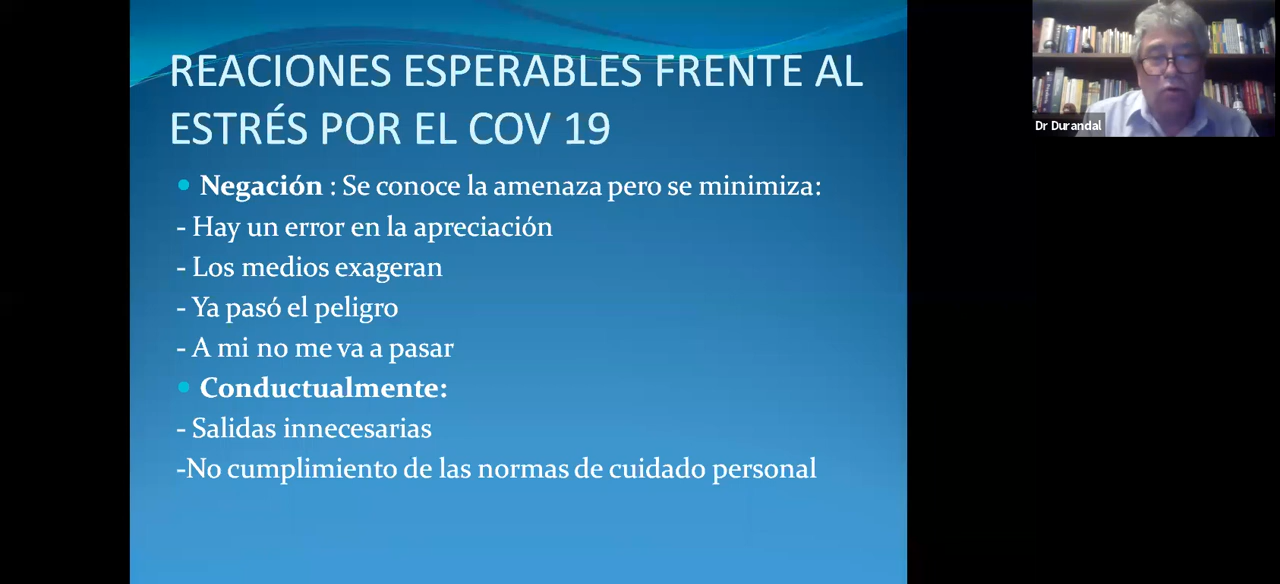 REACIONES ESPERABLES FRENTE AL
ESTRÉS POR EL COV 19
Negación : Se conoce la amenaza pero se minimiza:
- Hay un error en la apreciación
- Los medios exageran
- Ya pasó el peligro
- A mi no me va a pasar
Conductualmente:
- Salidas innecesarias
-No cumplimiento de las normas de cuidado personal
Dr Durandal